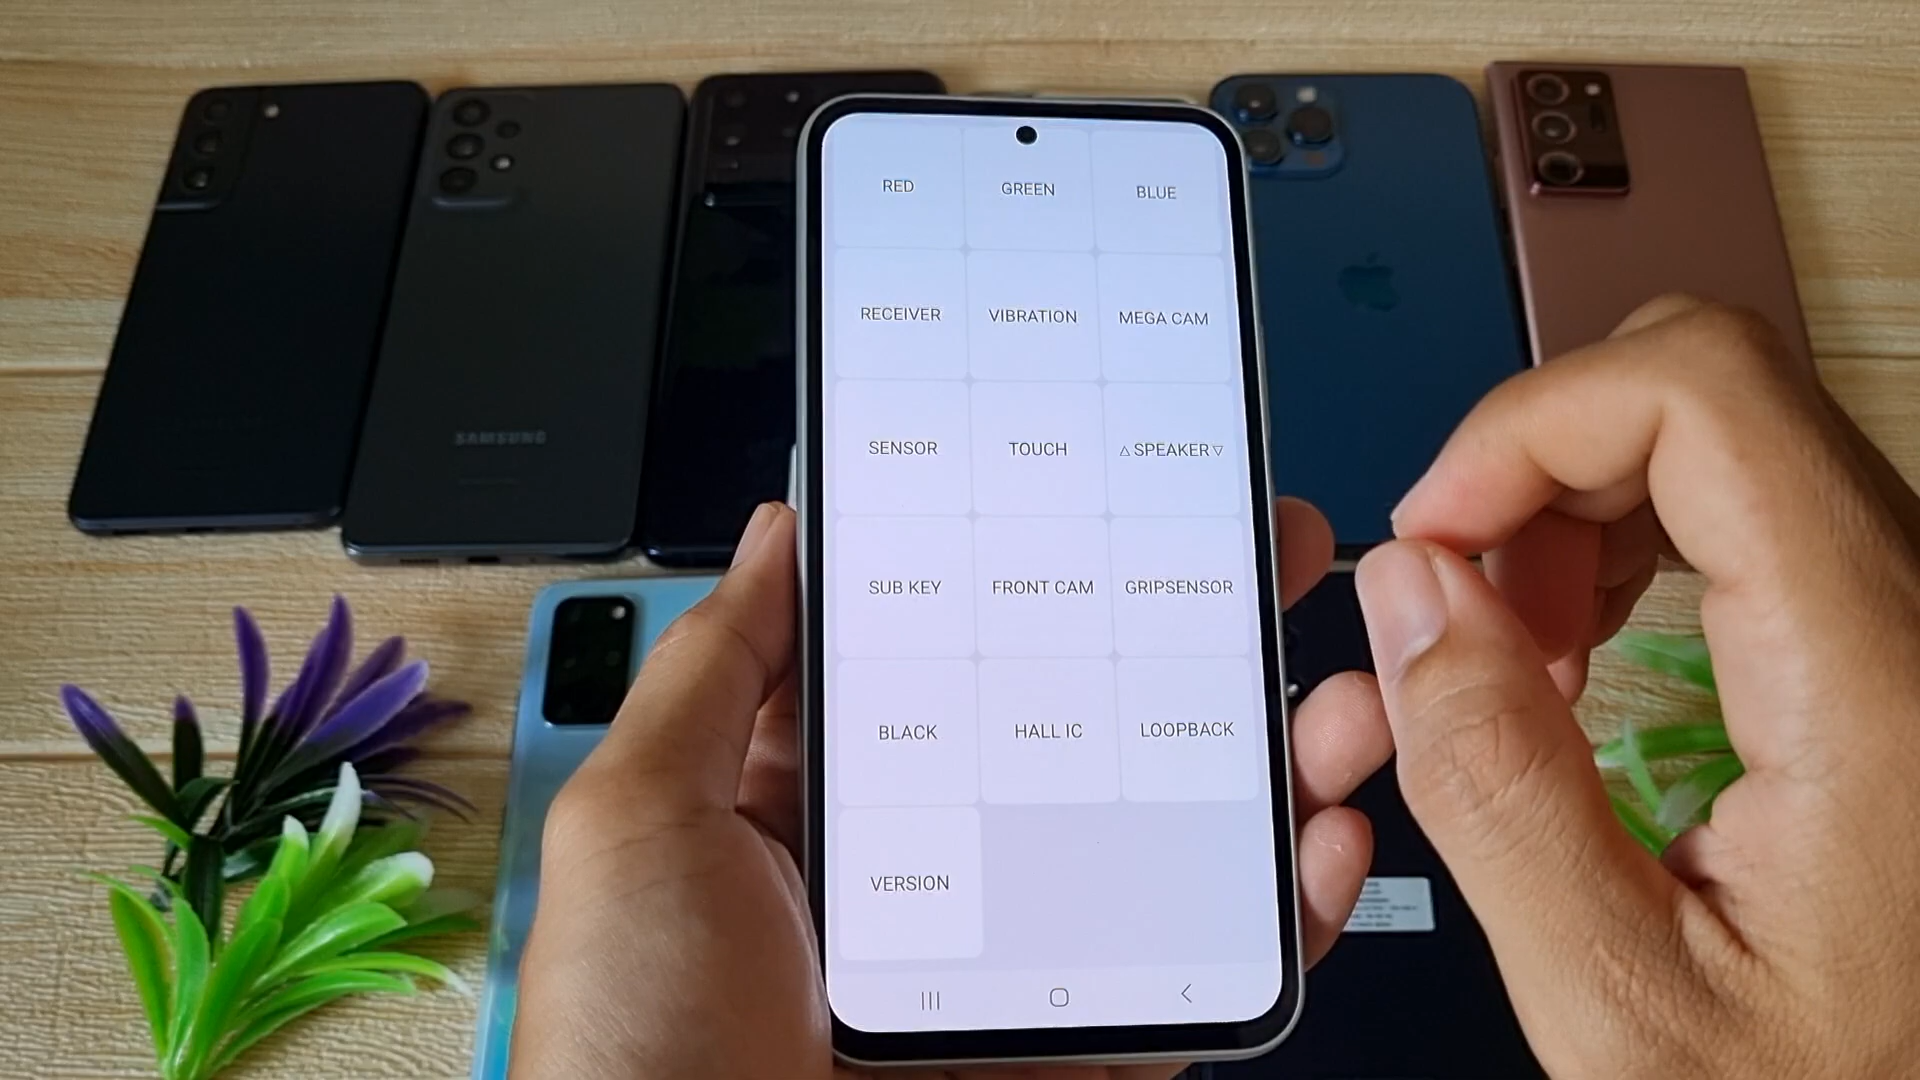 RED GREEN BLUE
RECEIVER VIBRATION MEGA CAM
SENSOR TOUCH △ SPEAKER ▽
SUB KEY FRONT CAM GRIPSENSOR
BLACK HALL IC LOOPBACK
VERSION
SAMSUNG